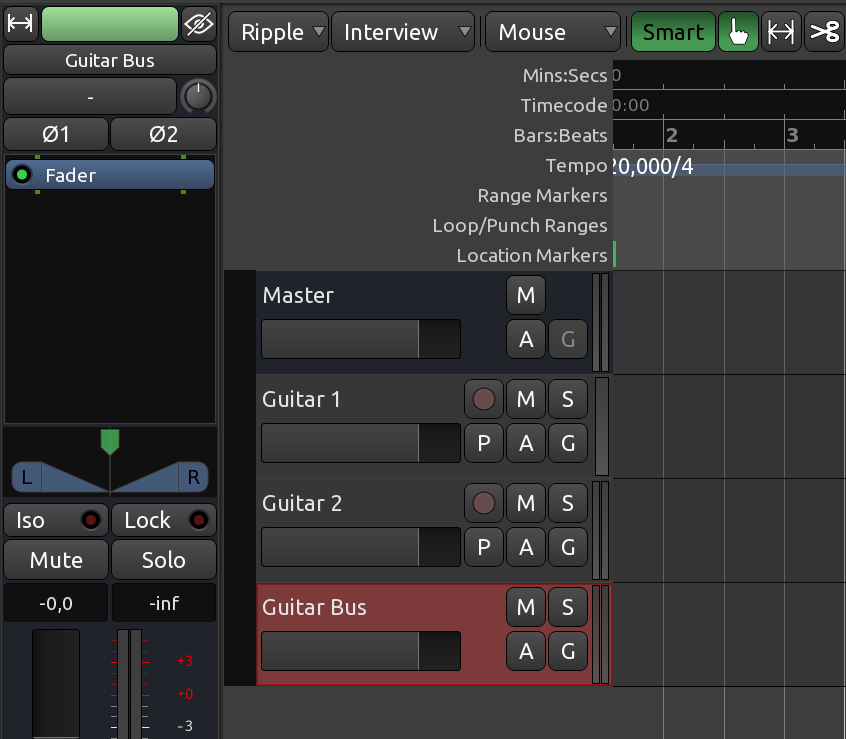 Guitar Bus
-
Ø1 Ø2
Fader
L R
Iso Lock
Mute Solo
-0,0 -inf
+3
+0
-3
Ripple Interview Mouse Smart
Mins:Secs 0
Timecode 0:00
Bars:Beats 2 3
Tempo 20,000/4
Range Markers
Loop/Punch Ranges
Location Markers
Master M
A G
Guitar 1 M S
P A G
Guitar 2 M S
P A G
Guitar Bus M S
A G